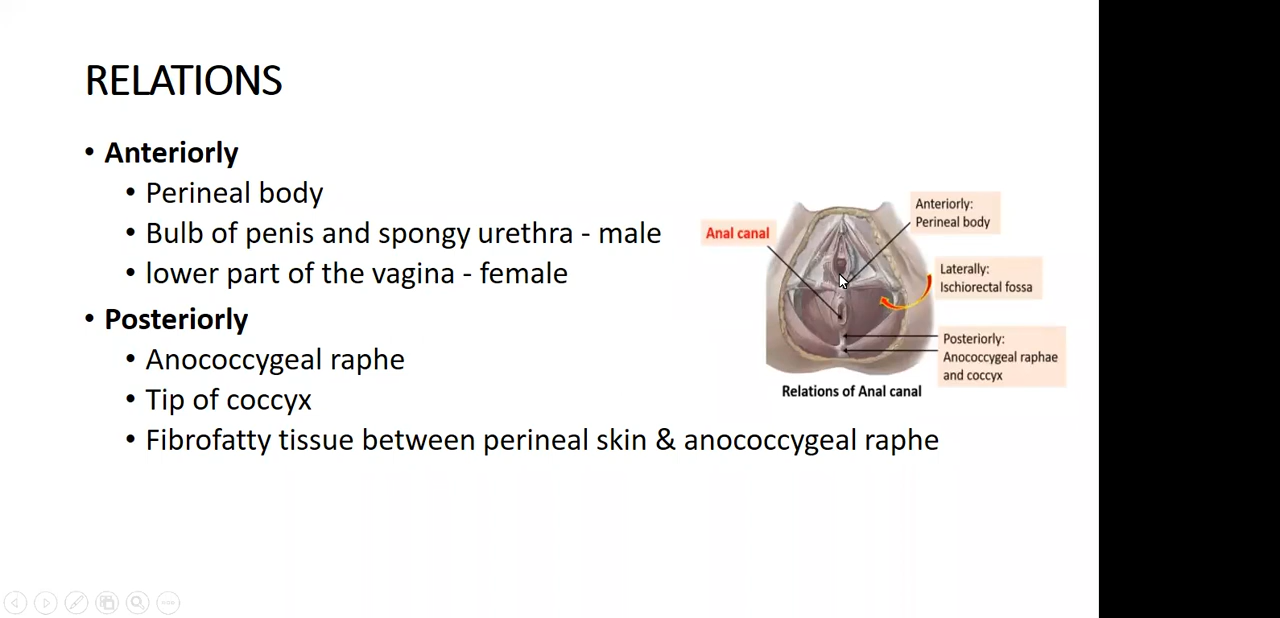 RELATIONS
• Anteriorly
• Perineal body
• Bulb of penis and spongy urethra - male
• lower part of the vagina - female
• Posteriorly
• Anococcygeal raphe
• Tip of coccyx
• Fibrofatty tissue between perineal skin & anococcygeal raphe
Anal canal
Anteriorly:
Perineal body
Laterally:
Ischiorectal fossa
Posteriorly:
Anococcygeal raphae
and coccyx
Relations of Anal canal